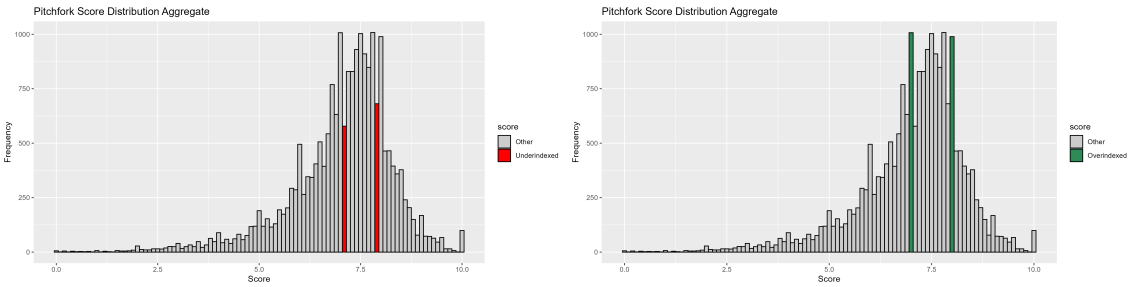 Pitchfork Score Distribution Aggregate
1000
750
500
250
0
Frequency
0.0 2.5 5.0 7.5 10.0
Score
score
Other
Underindexed
Pitchfork Score Distribution Aggregate
1000
750
500
250
0
Frequency
0.0 2.5 5.0 7.5 10.0
Score
score
Other
Overindexed